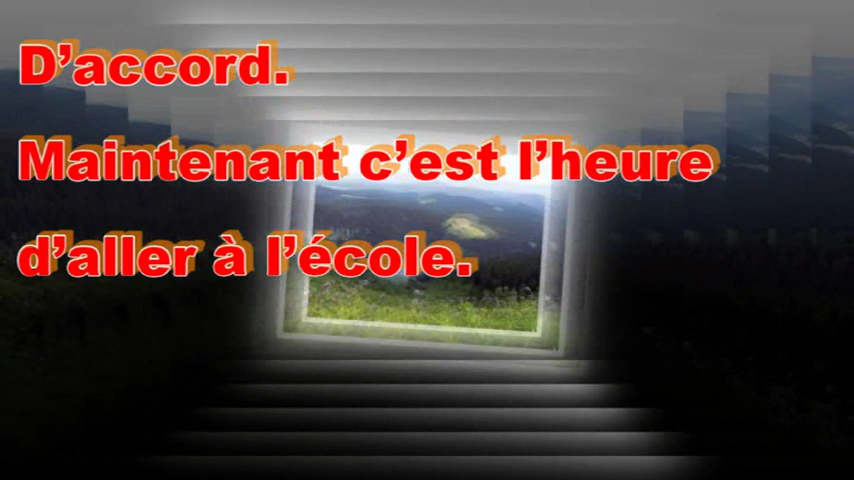 D’accord.
Maintenant c’est l’heure
d’aller à l’école.